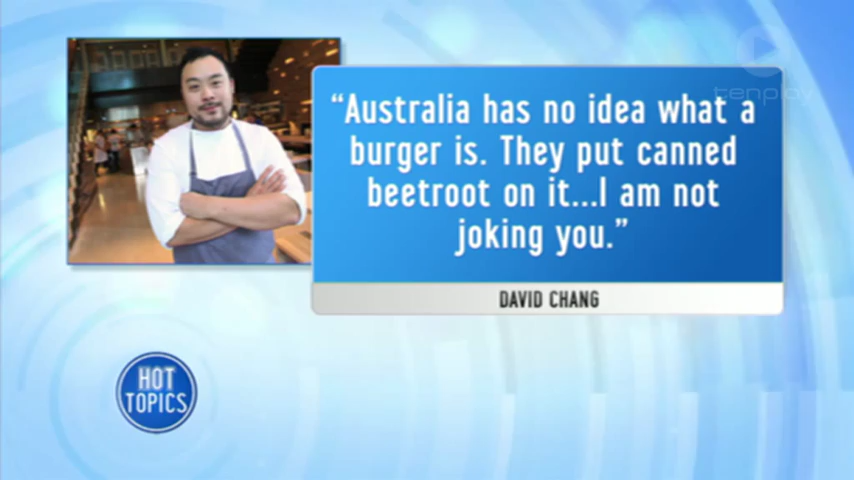 tenplay
“Australia has no idea what a
burger is. They put canned
beetroot on it...I am not
joking you.”
DAVID CHANG
HOT
TOPICS